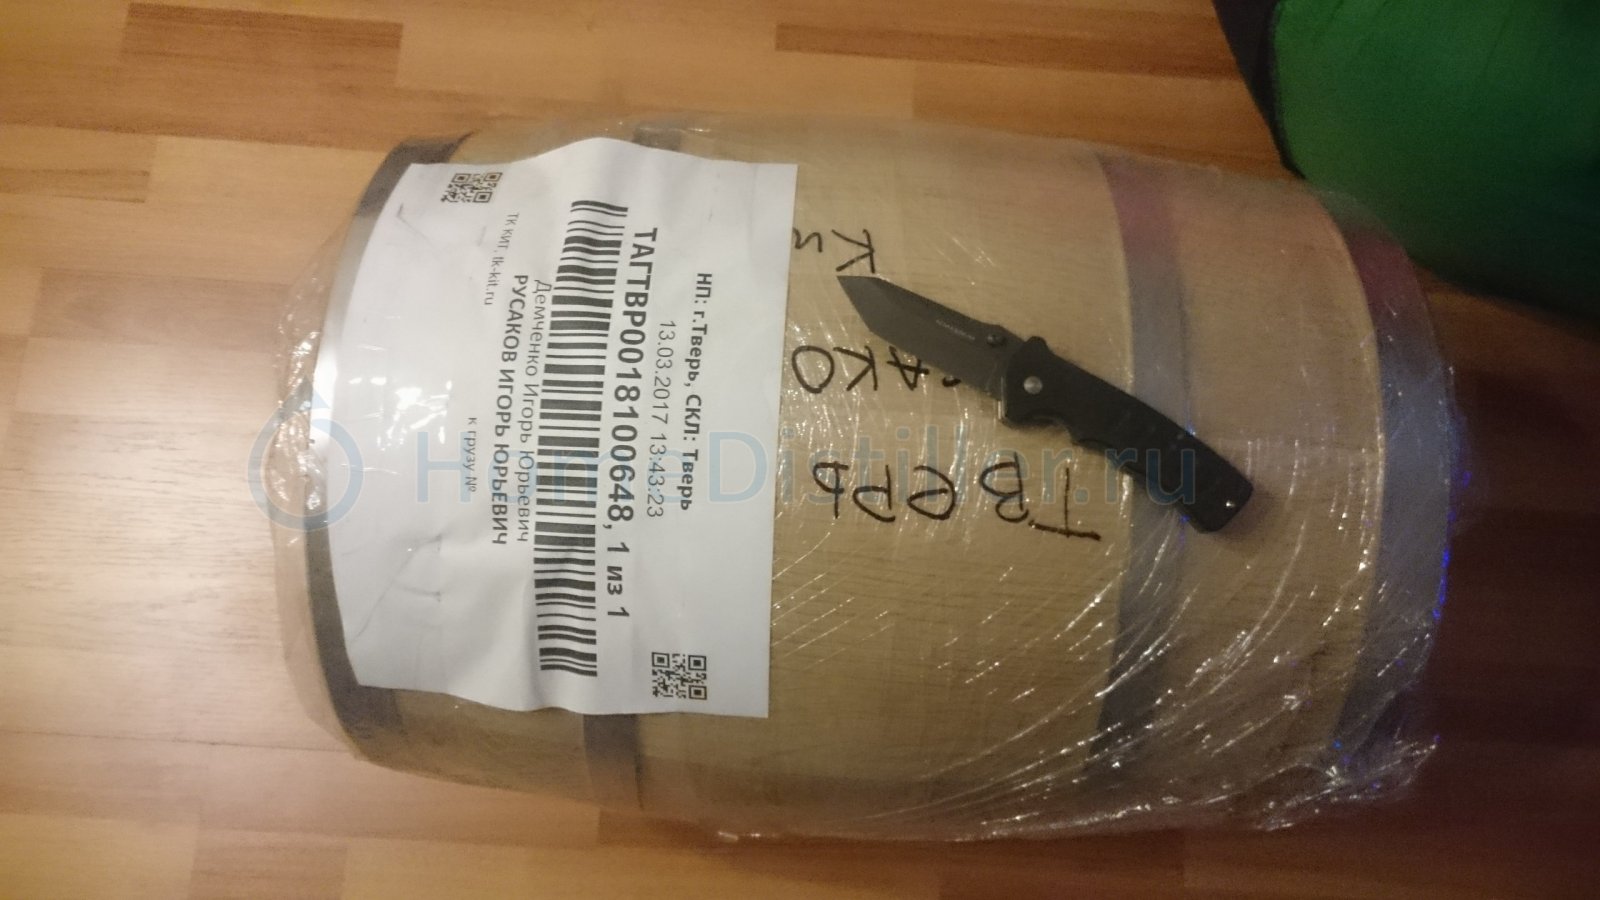 НП: г.Тверь, СКЛ: Тверь
13.03.2017 13:43:23
ТАГТВР0018100648, 1 из 1
Демченко Игорь Юрьевич
РУСАКОВ ИГОРЬ ЮРЬЕВИЧ
ТК КИТ, tk-kit.ru
к грузу №
ТВЕРЬ
HomeDistiller.ru